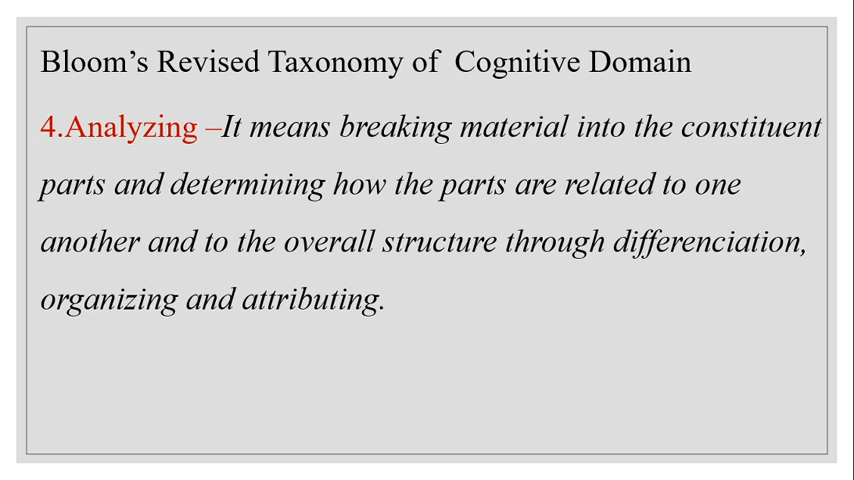 Bloom’s Revised Taxonomy of  Cognitive Domain
4.Analyzing –It means breaking material into the constituent
parts and determining how the parts are related to one
another and to the overall structure through differenciation,
organizing and attributing.